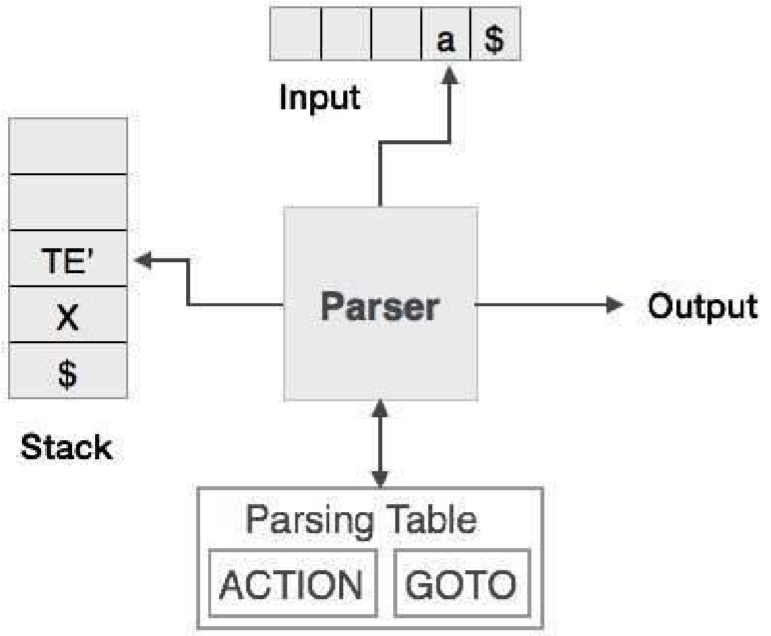 a $
Input
TE’
X
$
Stack
Parser
Output
Parsing Table
ACTION GOTO